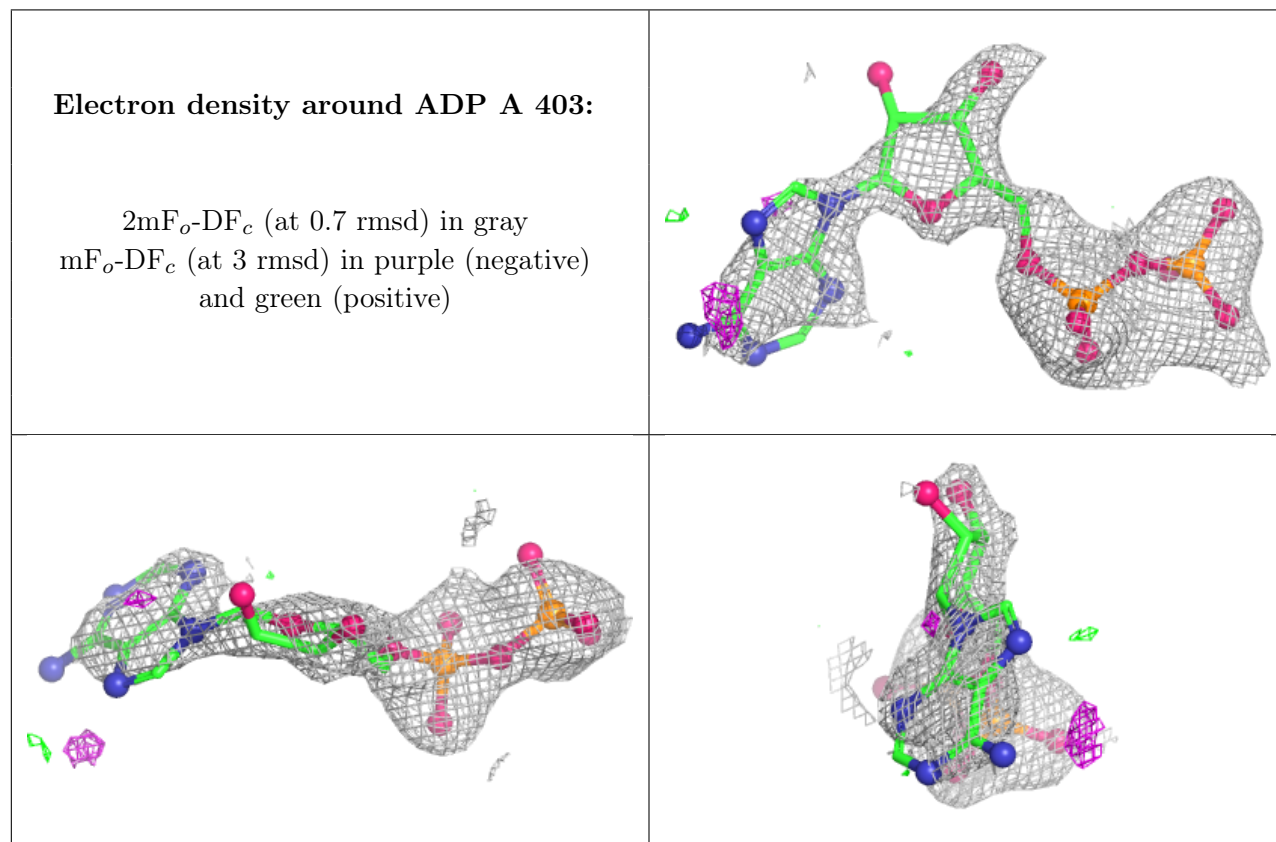 Electron density around ADP A 403:
2mFo-DFc (at 0.7 rmsd) in gray
mFo-DFc (at 3 rmsd) in purple (negative)
and green (positive)